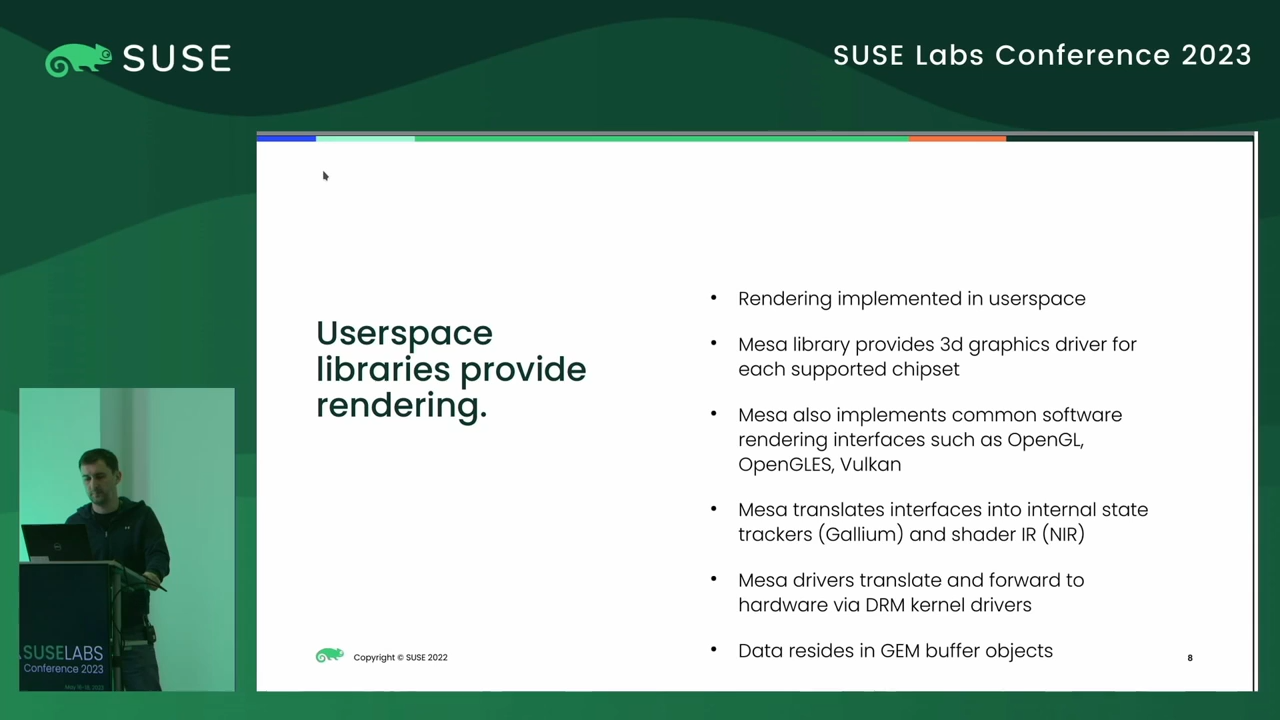 SUSE
SUSE Labs Conference 2023
Userspace
libraries provide
rendering.
• Rendering implemented in userspace
• Mesa library provides 3d graphics driver for
each supported chipset
• Mesa also implements common software
rendering interfaces such as OpenGL,
OpenGLES, Vulkan
• Mesa translates interfaces into internal state
trackers (Gallium) and shader IR (NIR)
• Mesa drivers translate and forward to
hardware via DRM kernel drivers
• Data resides in GEM buffer objects
Copyright © SUSE 2022
8
SUSELABS
Conference 2023